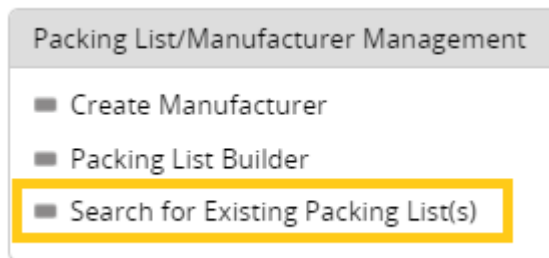 Packing List/Manufacturer Management
Create Manufacturer
Packing List Builder
Search for Existing Packing List(s)